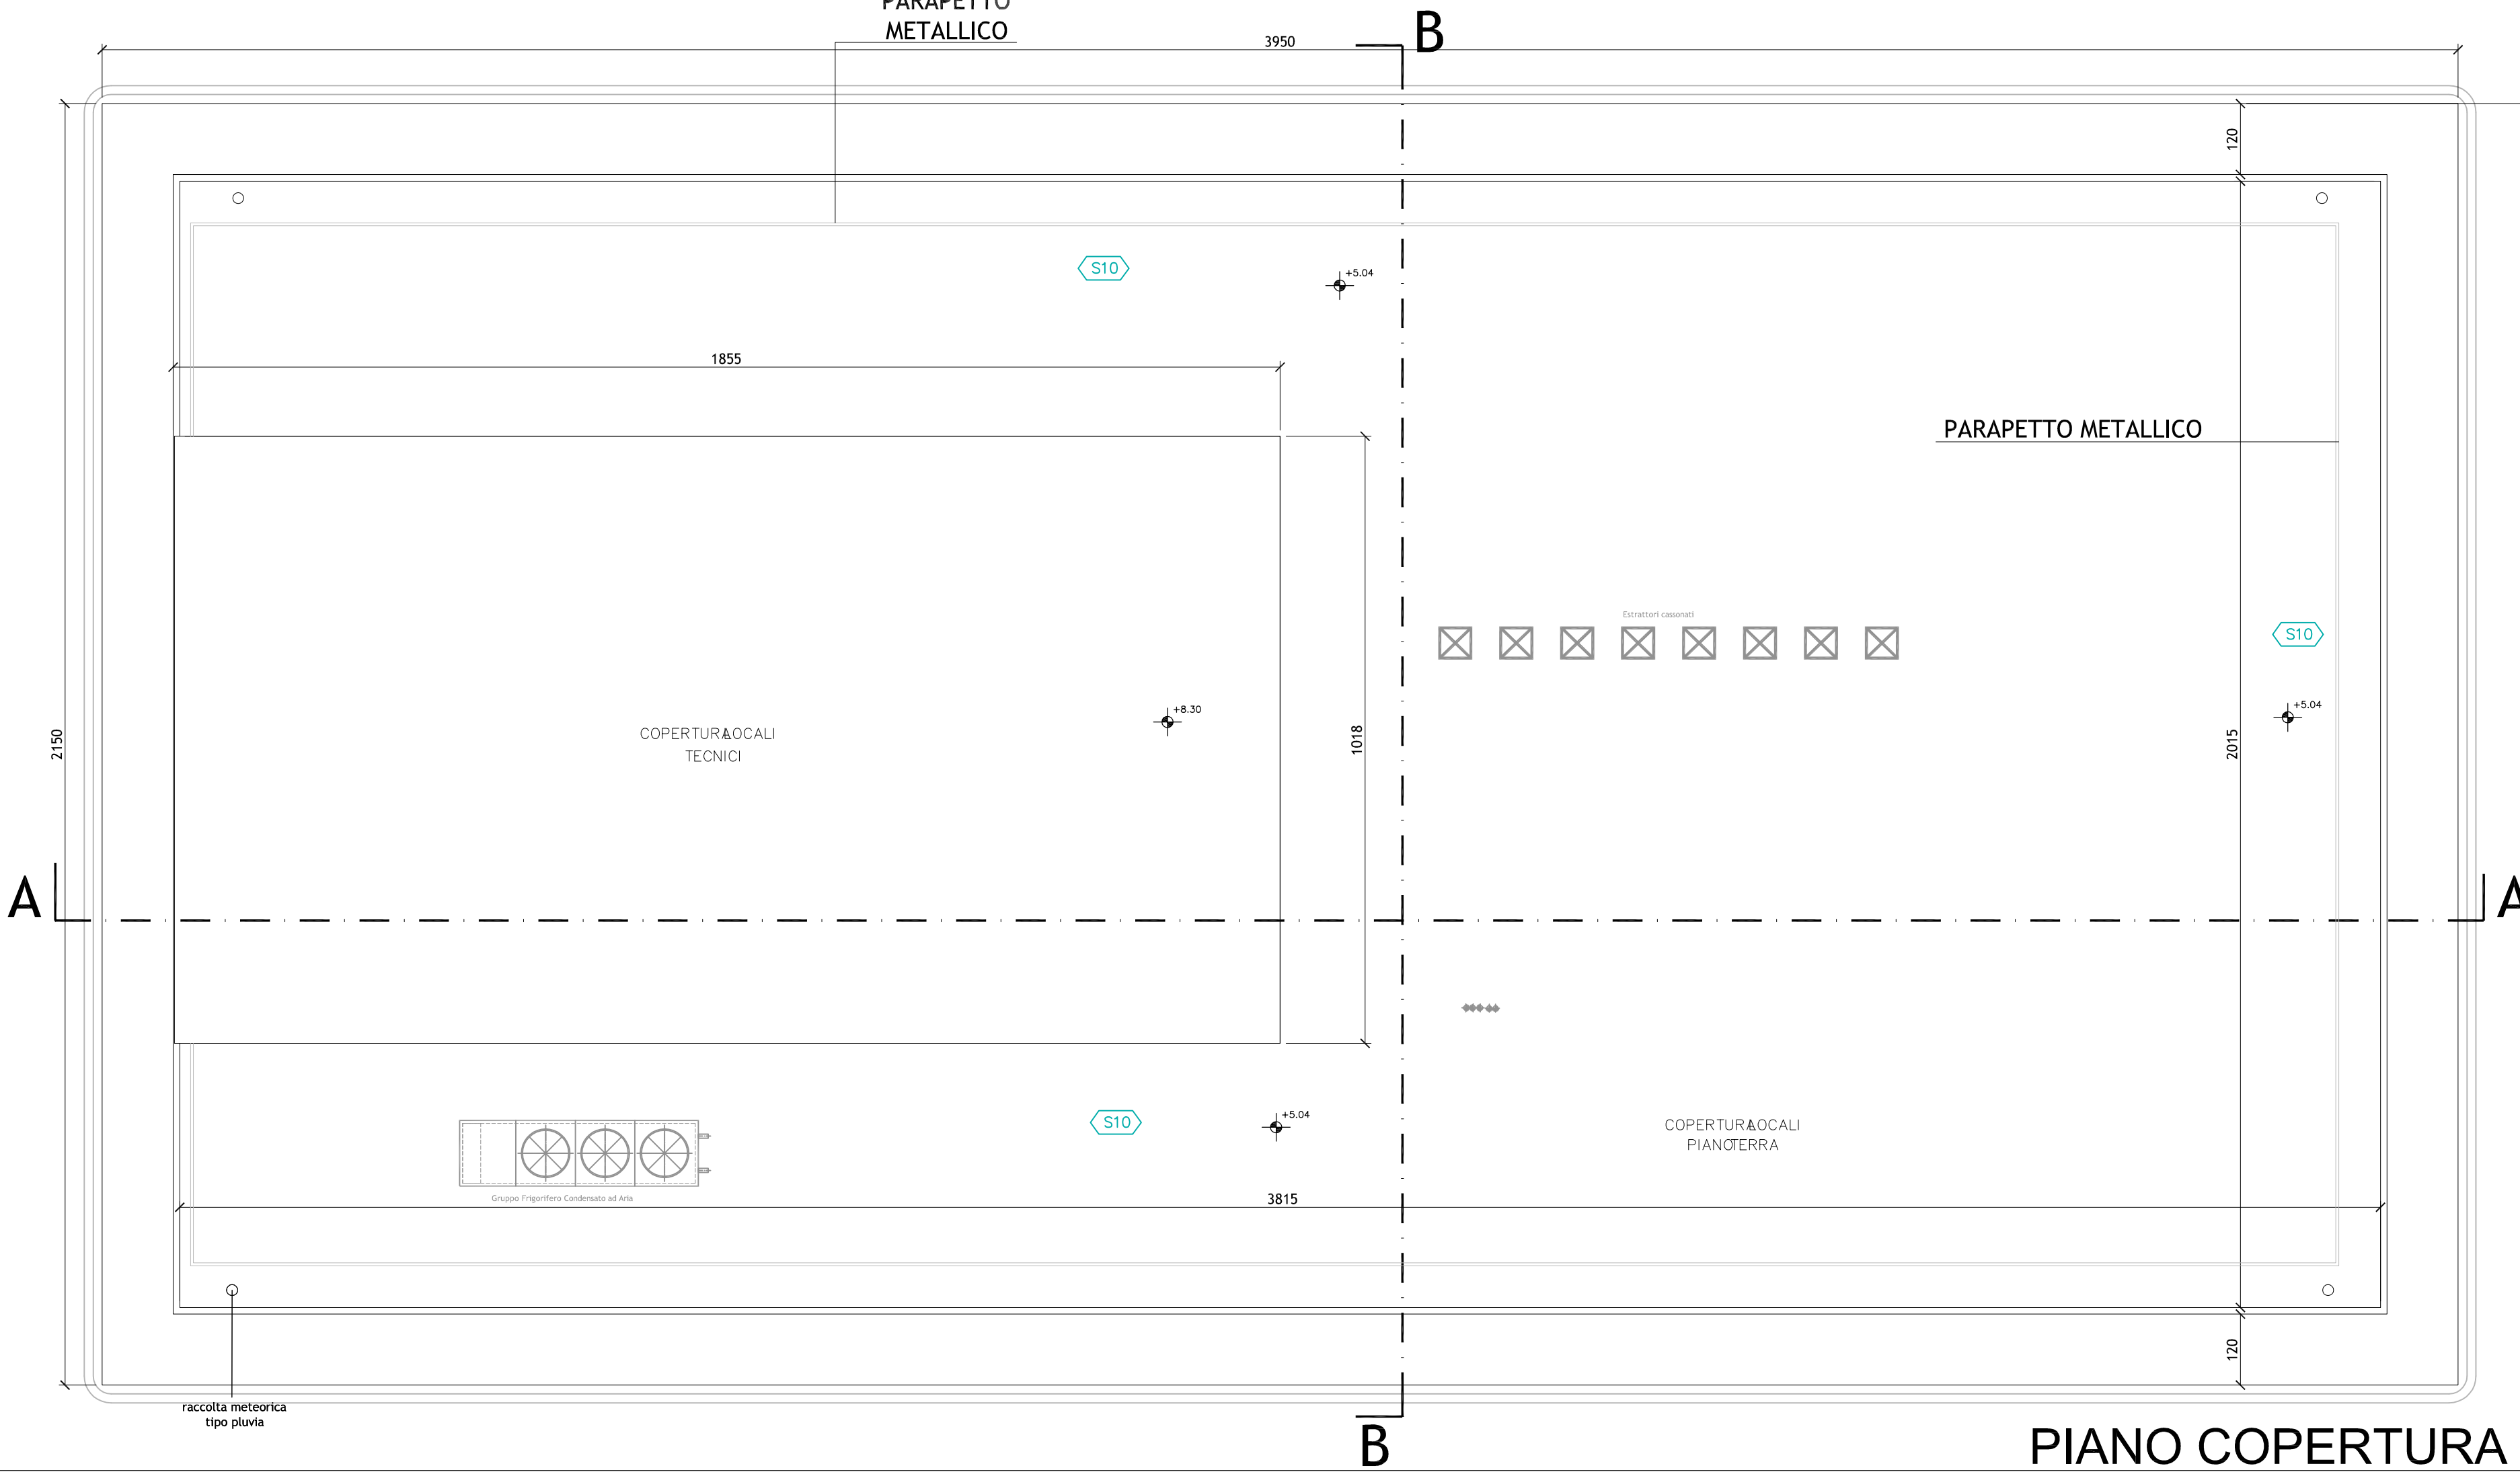 PARAPETTO
METALLICO
3950
B
120
S10
+5.04
1855
PARAPETTO METALLICO
Estrattori cassonati
S10
+8.30
+5.04
COPERTURA LOCALI
TECNICI
2150
1018
2015
A
A
S10
+5.04
COPERTURA LOCALI
PIANO TERRA
Gruppo Frigorifero Condensato ad Aria
3815
120
raccolta meteorica
tipo pluvia
B
PIANO COPERTURA